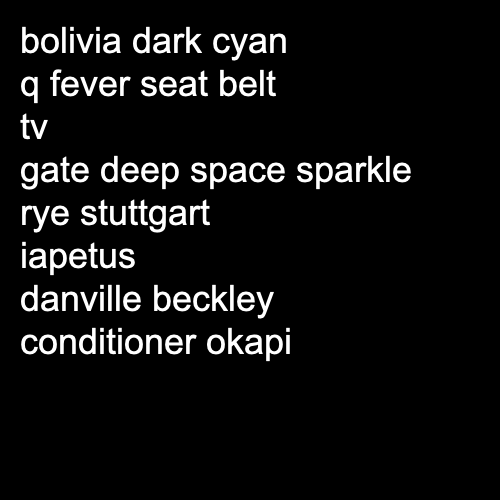 bolivia dark cyan
q fever seat belt
tv
gate deep space sparkle
rye stuttgart
iapetus
danville beckley
conditioner okapi